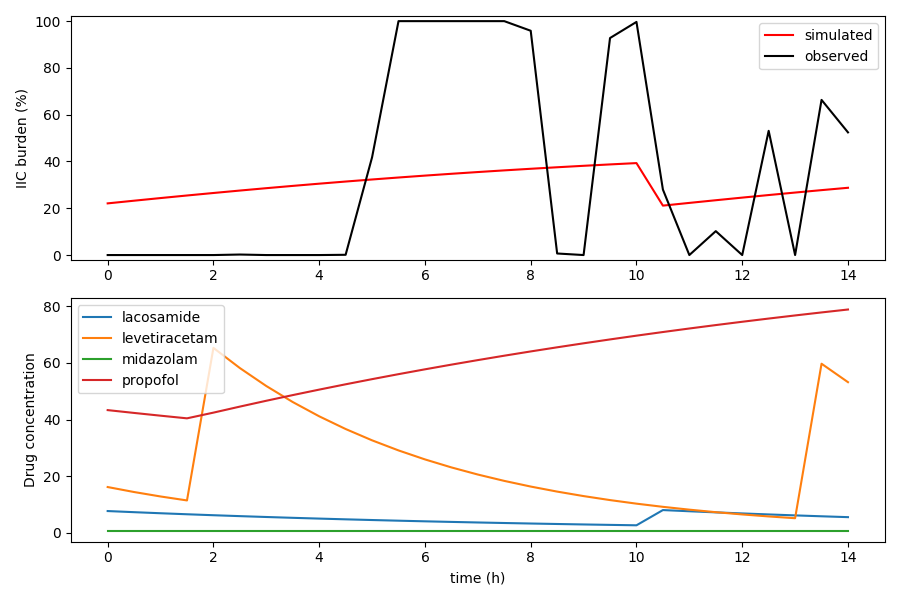 IIC burden (%)
100
80
60
40
20
0
simulated
observed
0 2 4 6 8 10 12 14
Drug concentration
80
60
40
20
0
lacosamide
levetiracetam
midazolam
propofol
0 2 4 6 8 10 12 14
time (h)